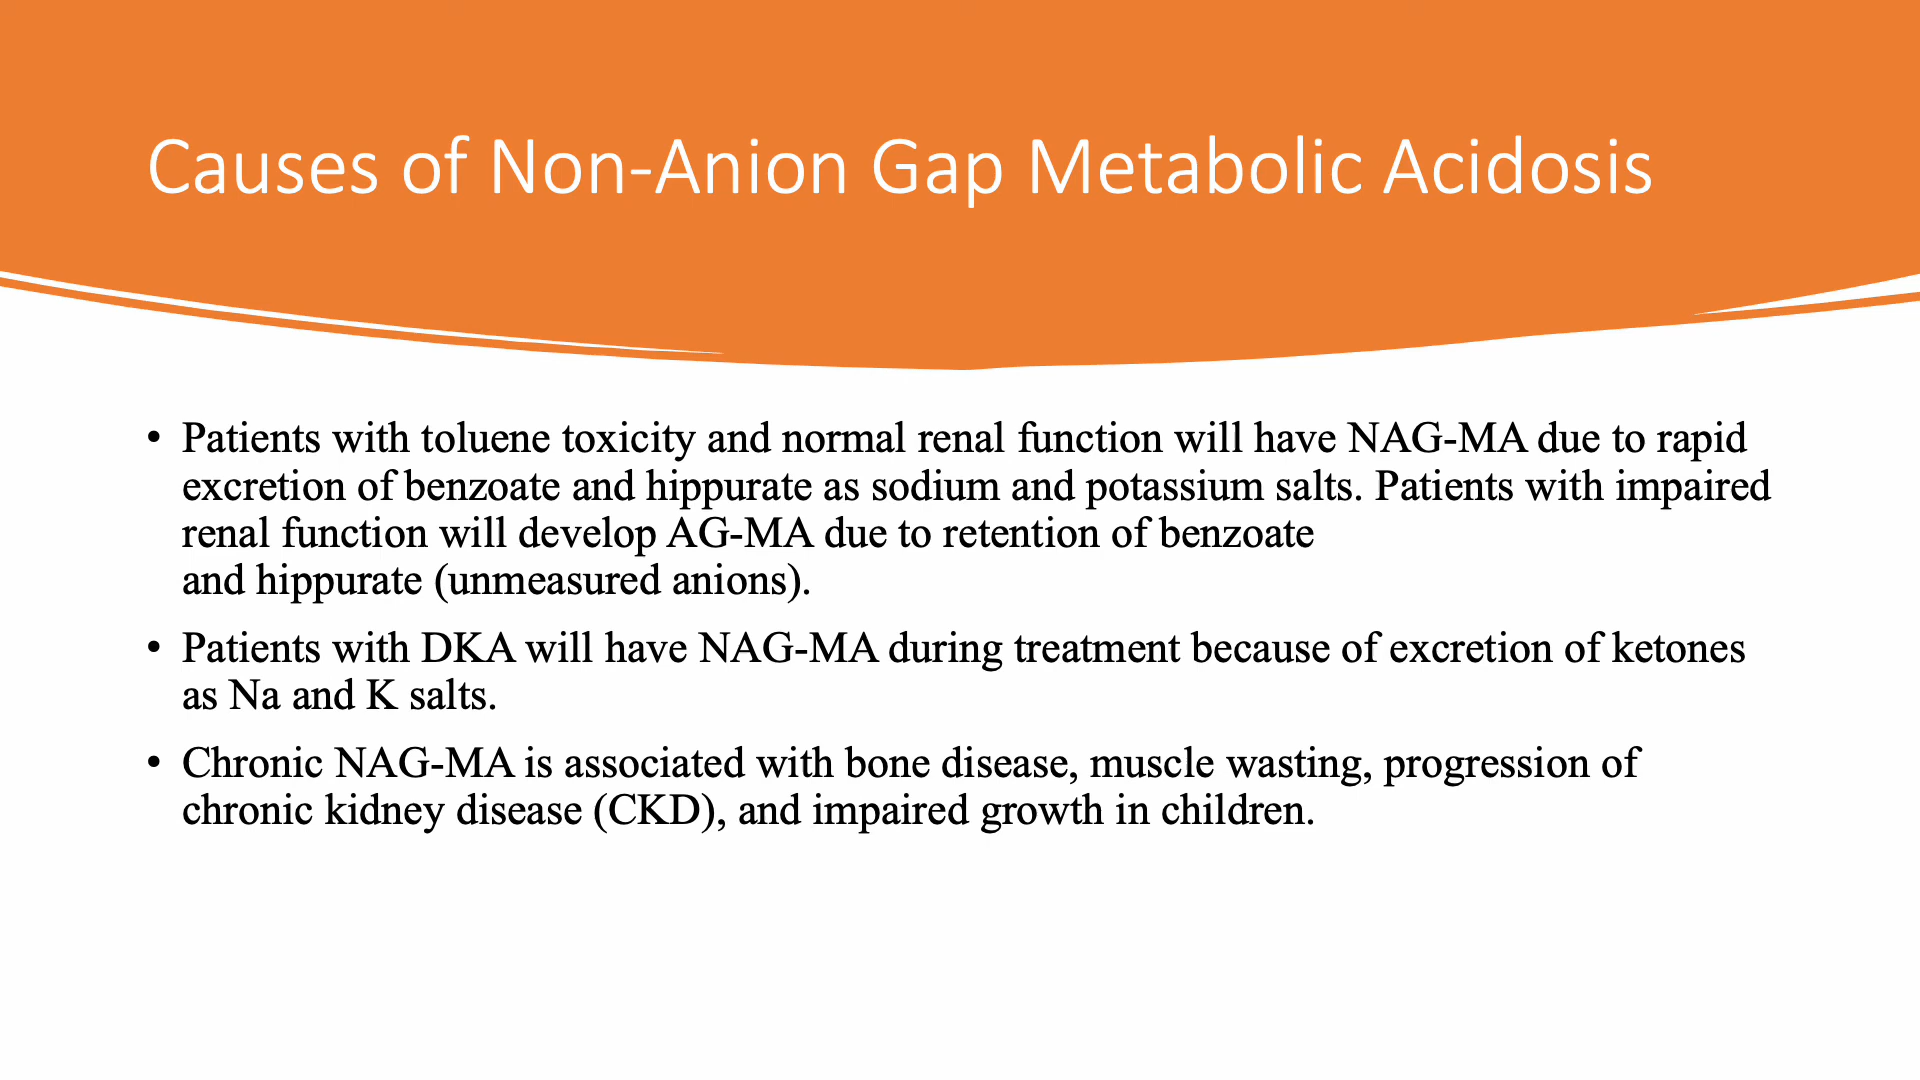 Causes of Non-Anion Gap Metabolic Acidosis
• Patients with toluene toxicity and normal renal function will have NAG-MA due to rapid
excretion of benzoate and hippurate as sodium and potassium salts. Patients with impaired
renal function will develop AG-MA due to retention of benzoate
and hippurate (unmeasured anions).
• Patients with DKA will have NAG-MA during treatment because of excretion of ketones
as Na and K salts.
• Chronic NAG-MA is associated with bone disease, muscle wasting, progression of
chronic kidney disease (CKD), and impaired growth in children.